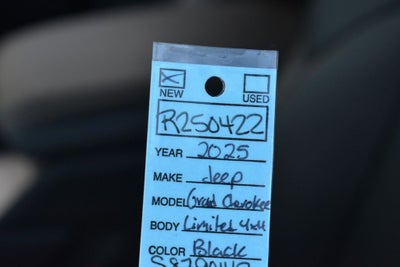 NEW USED
R250422
YEAR 2025
MAKE Jeep
MODEL Grand Cherokee
BODY Limited 4x4
COLOR Black